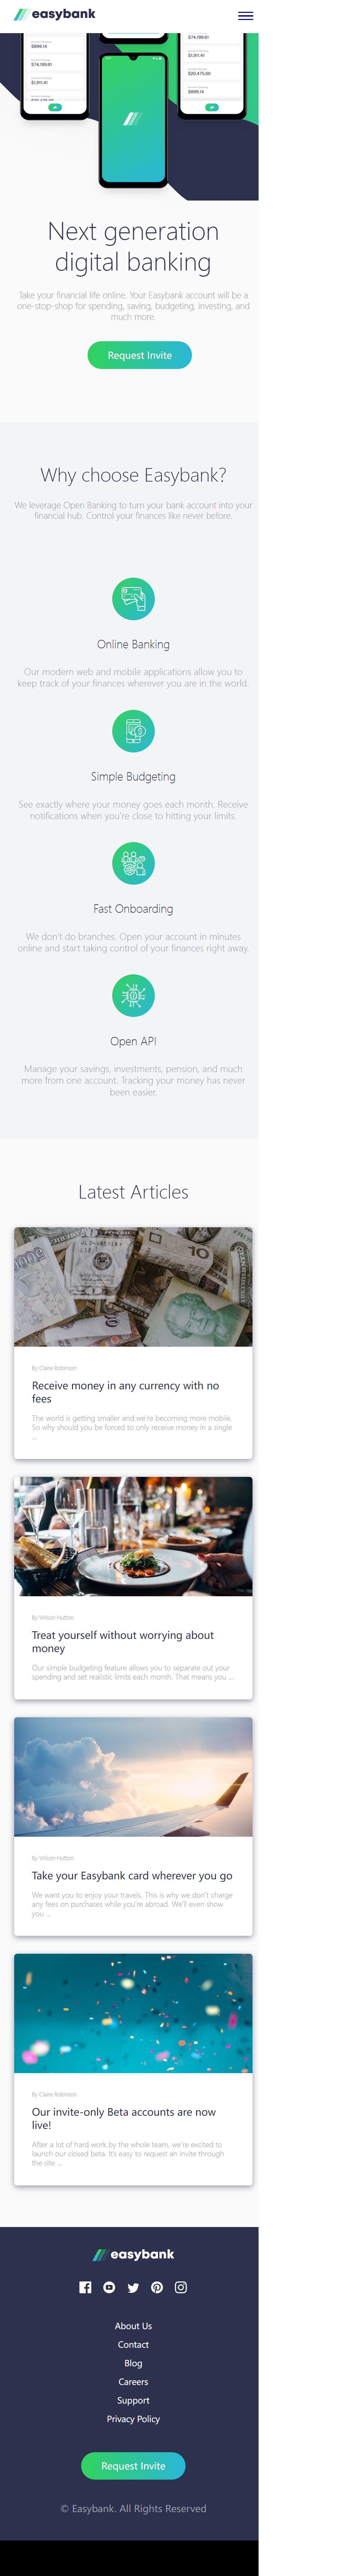 easybank
$899.14
$74,199.61
$1,911.41
$74,199.61
$1,911.41
$20,475.00
$899.14
Next generation
digital banking
Take your financial life online. Your Easybank account will be a
one-stop-shop for spending, saving, budgeting, investing, and
much more.
Request Invite
Why choose Easybank?
We leverage Open Banking to turn your bank account into your
financial hub. Control your finances like never before.
Online Banking
Our modern web and mobile applications allow you to
keep track of your finances wherever you are in the world.
Simple Budgeting
See exactly where your money goes each month. Receive
notifications when you're close to hitting your limits.
Fast Onboarding
We don't do branches. Open your account in minutes
online and start taking control of your finances right away.
Open API
Manage your savings, investments, pension, and much
more from one account. Tracking your money has never
been easier.
Latest Articles
By Claire Robinson
Receive money in any currency with no
fees
The world is getting smaller and we're becoming more mobile.
So why should you be forced to only receive money in a single
...
By Wilson Hutton
Treat yourself without worrying about
money
Our simple budgeting feature allows you to separate out your
spending and set realistic limits each month. That means you ...
By Wilson Hutton
Take your Easybank card wherever you go
We want you to enjoy your travels. This is why we don't charge
any fees on purchases while you're abroad. We'll even show
you ...
By Claire Robinson
Our invite-only Beta accounts are now
live!
After a lot of hard work by the whole team, we're excited to
launch our closed beta. It's easy to request an invite through
the site ...
easybank
About Us
Contact
Blog
Careers
Support
Privacy Policy
Request Invite
© Easybank. All Rights Reserved